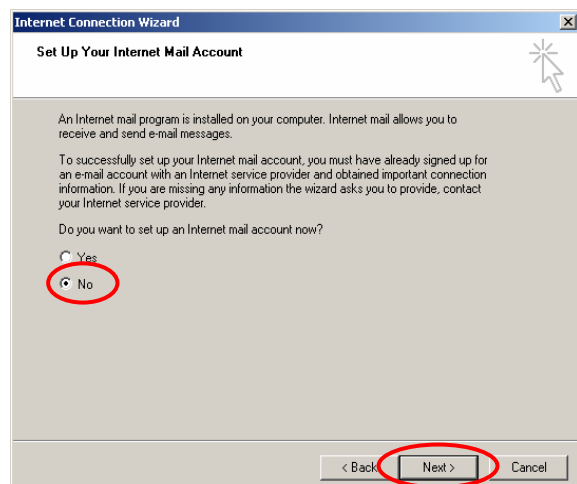 Internet Connection Wizard
Set Up Your Internet Mail Account
An Internet mail program is installed on your computer. Internet mail allows you to
receive and send e-mail messages.
To successfully set up your Internet mail account, you must have already signed up for
an e-mail account with an Internet service provider and obtained important connection
information. If you are missing any information the wizard asks you to provide, contact
your Internet service provider.
Do you want to set up an Internet mail account now?
Yes
No
< Back Next > Cancel